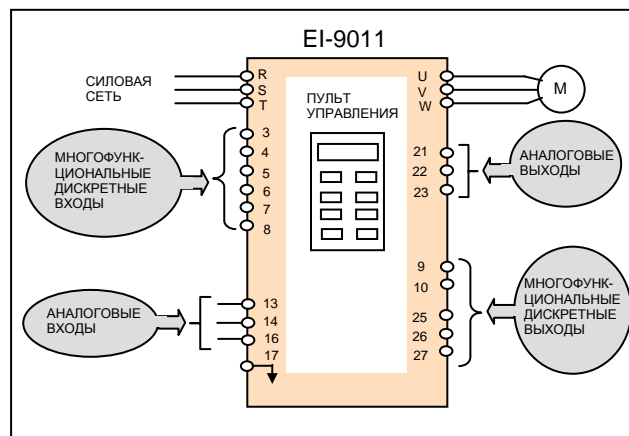 EI-9011
СИЛОВАЯ
СЕТЬ
R
S
T
ПУЛЬТ
УПРАВЛЕНИЯ
U
V
W
М
МНОГОФУНК-
ЦИОНАЛЬНЫЕ
ДИСКРЕТНЫЕ
ВХОДЫ
3
4
5
6
7
8
21
22
23
АНАЛОГОВЫЕ
ВЫХОДЫ
АНАЛОГОВЫЕ
ВХОДЫ
13
14
16
17
9
10
25
26
27
МНОГОФУНК-
ЦИОНАЛЬНЫЕ
ДИСКРЕТНЫЕ
ВЫХОДЫ